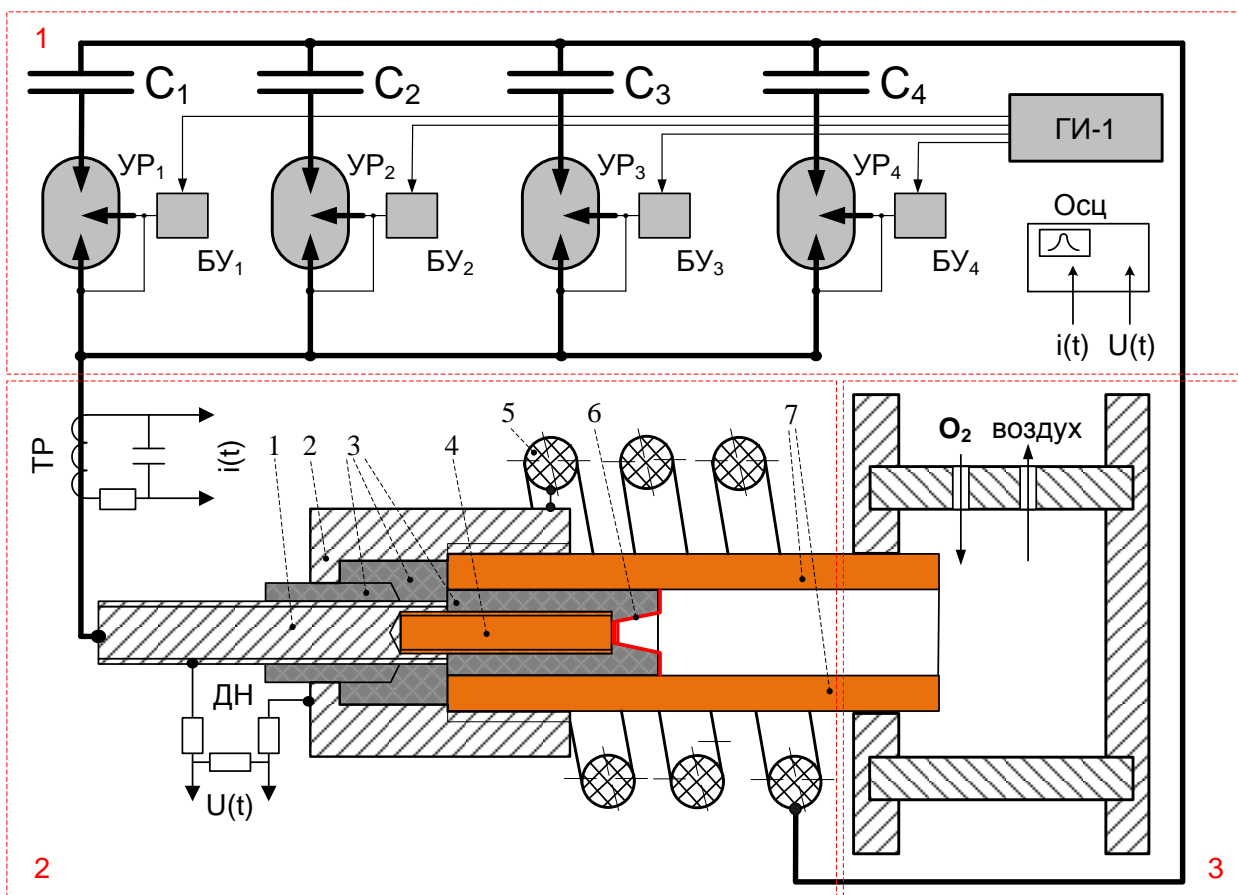 1
C1 C2 C3 C4
ГИ-1
УР1 УР2 УР3 УР4
Осц
БУ1 БУ2 БУ3 БУ4
i(t) U(t)
ТР
i(t)
1 2 3 4 5 6 7
O2 воздух
ДН
U(t)
2
3